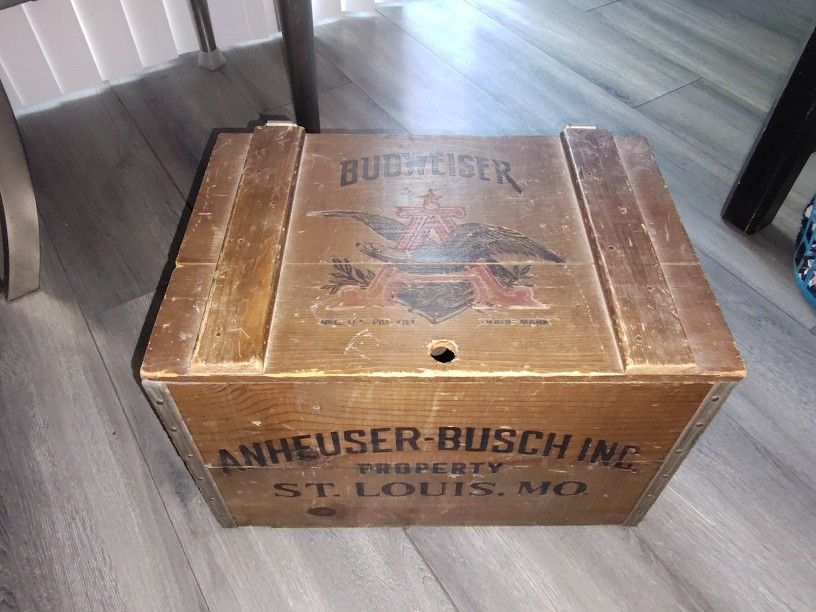 BUDWEISER
A
REG. U.S. PAT. OFF. TRADE MARK
ANHEUSER-BUSCH INC.
PROPERTY
ST. LOUIS. MO.